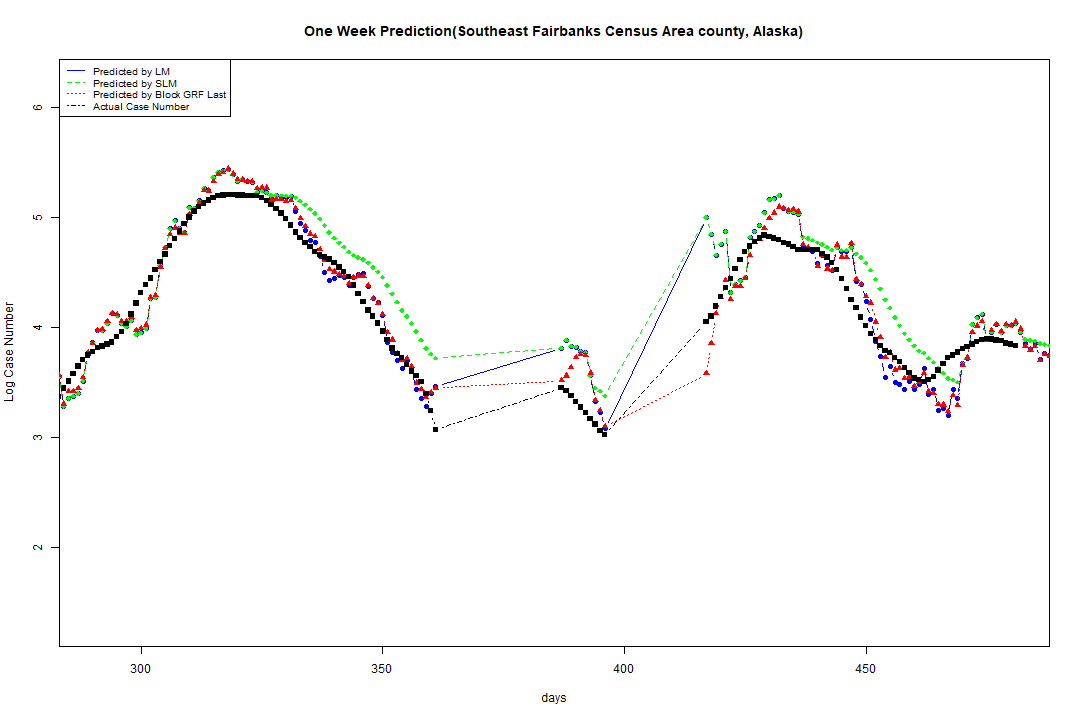 One Week Prediction(Southeast Fairbanks Census Area county, Alaska)
Predicted by LM
Predicted by SLM
Predicted by Block GRF Last
Actual Case Number
Log Case Number
6
5
4
3
2
300
350
400
450
days